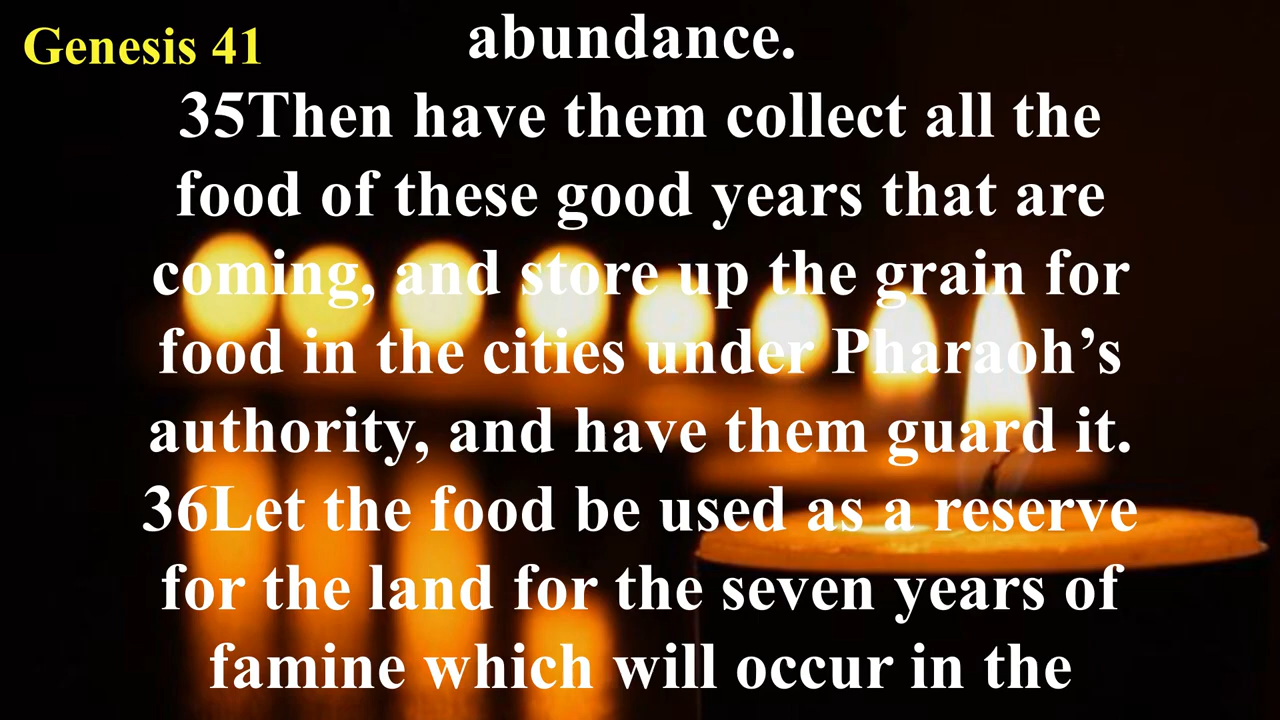 Genesis 41
abundance.
35Then have them collect all the
food of these good years that are
coming, and store up the grain for
food in the cities under Pharaoh’s
authority, and have them guard it.
36Let the food be used as a reserve
for the land for the seven years of
famine which will occur in the